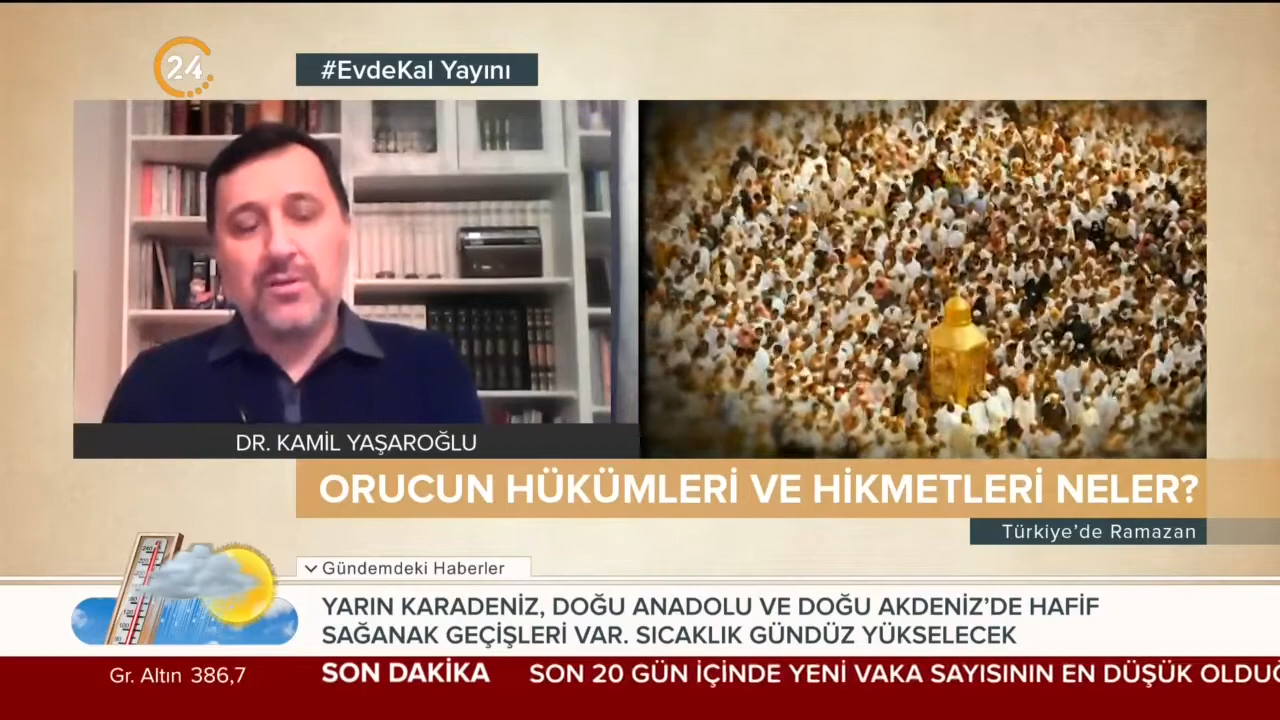 24
#EvdeKal Yayını
DR. KAMİL YAŞAROĞLU
ORUCUN HÜKÜMLERİ VE HİKMETLERİ NELER?
Türkiye'de Ramazan
Gündemdeki Haberler
YARIN KARADENİZ, DOĞU ANADOLU VE DOĞU AKDENİZ'DE HAFİF
SAĞANAK GEÇİŞLERİ VAR. SICAKLIK GÜNDÜZ YÜKSELECEK
Gr. Altın 386,7
SON DAKİKA
SON 20 GÜN İÇİNDE YENİ VAKA SAYISININ EN DÜŞÜK OLDUĞ